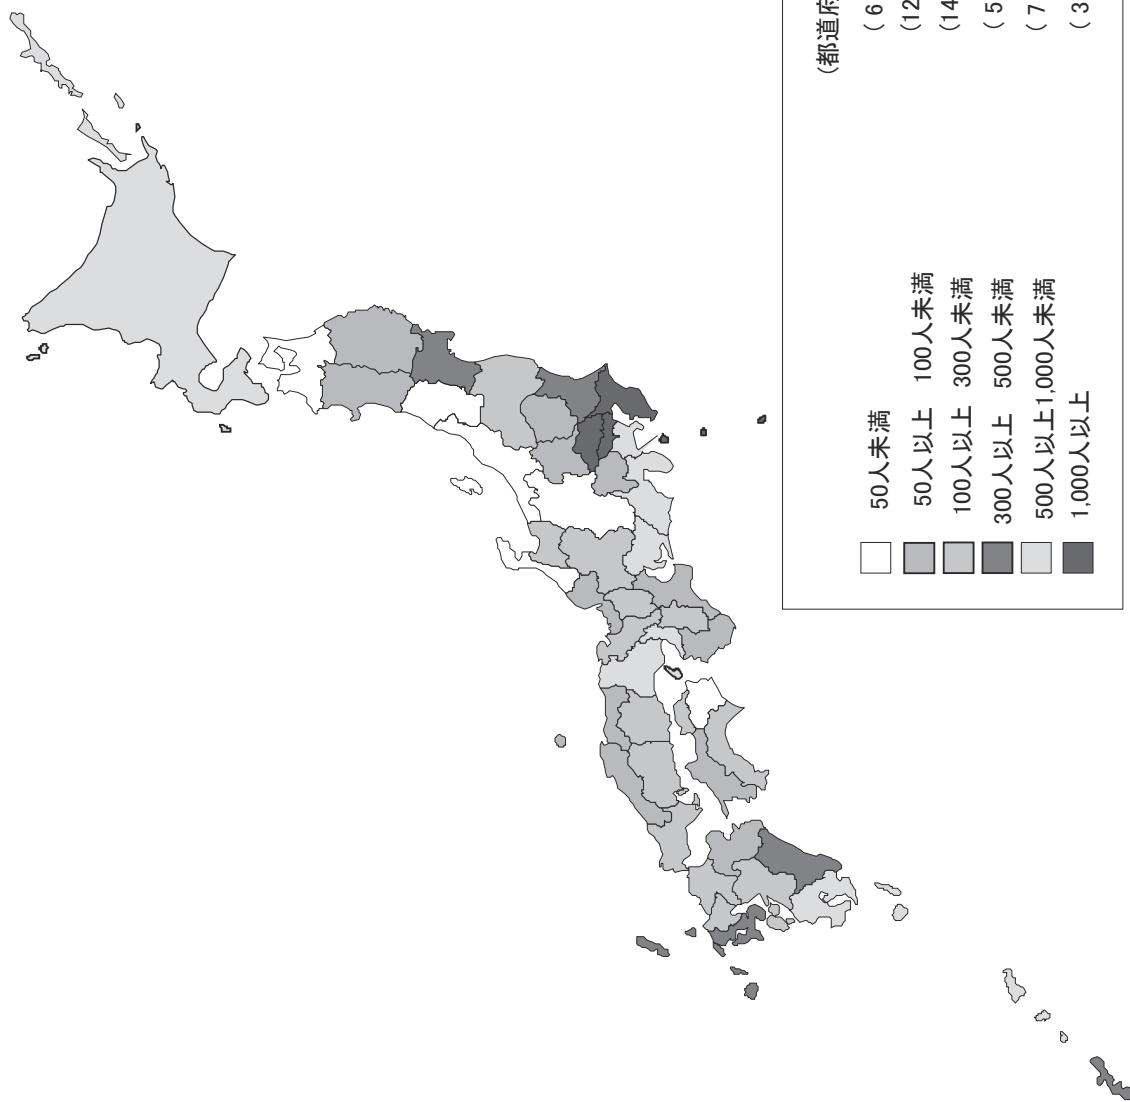 (都道府
50人未満 ( 6
50人以上 100人未満 (12
100人以上 300人未満 (14
300人以上 500人未満 ( 5
500人以上1,000人未満 ( 7
1,000人以上 ( 3